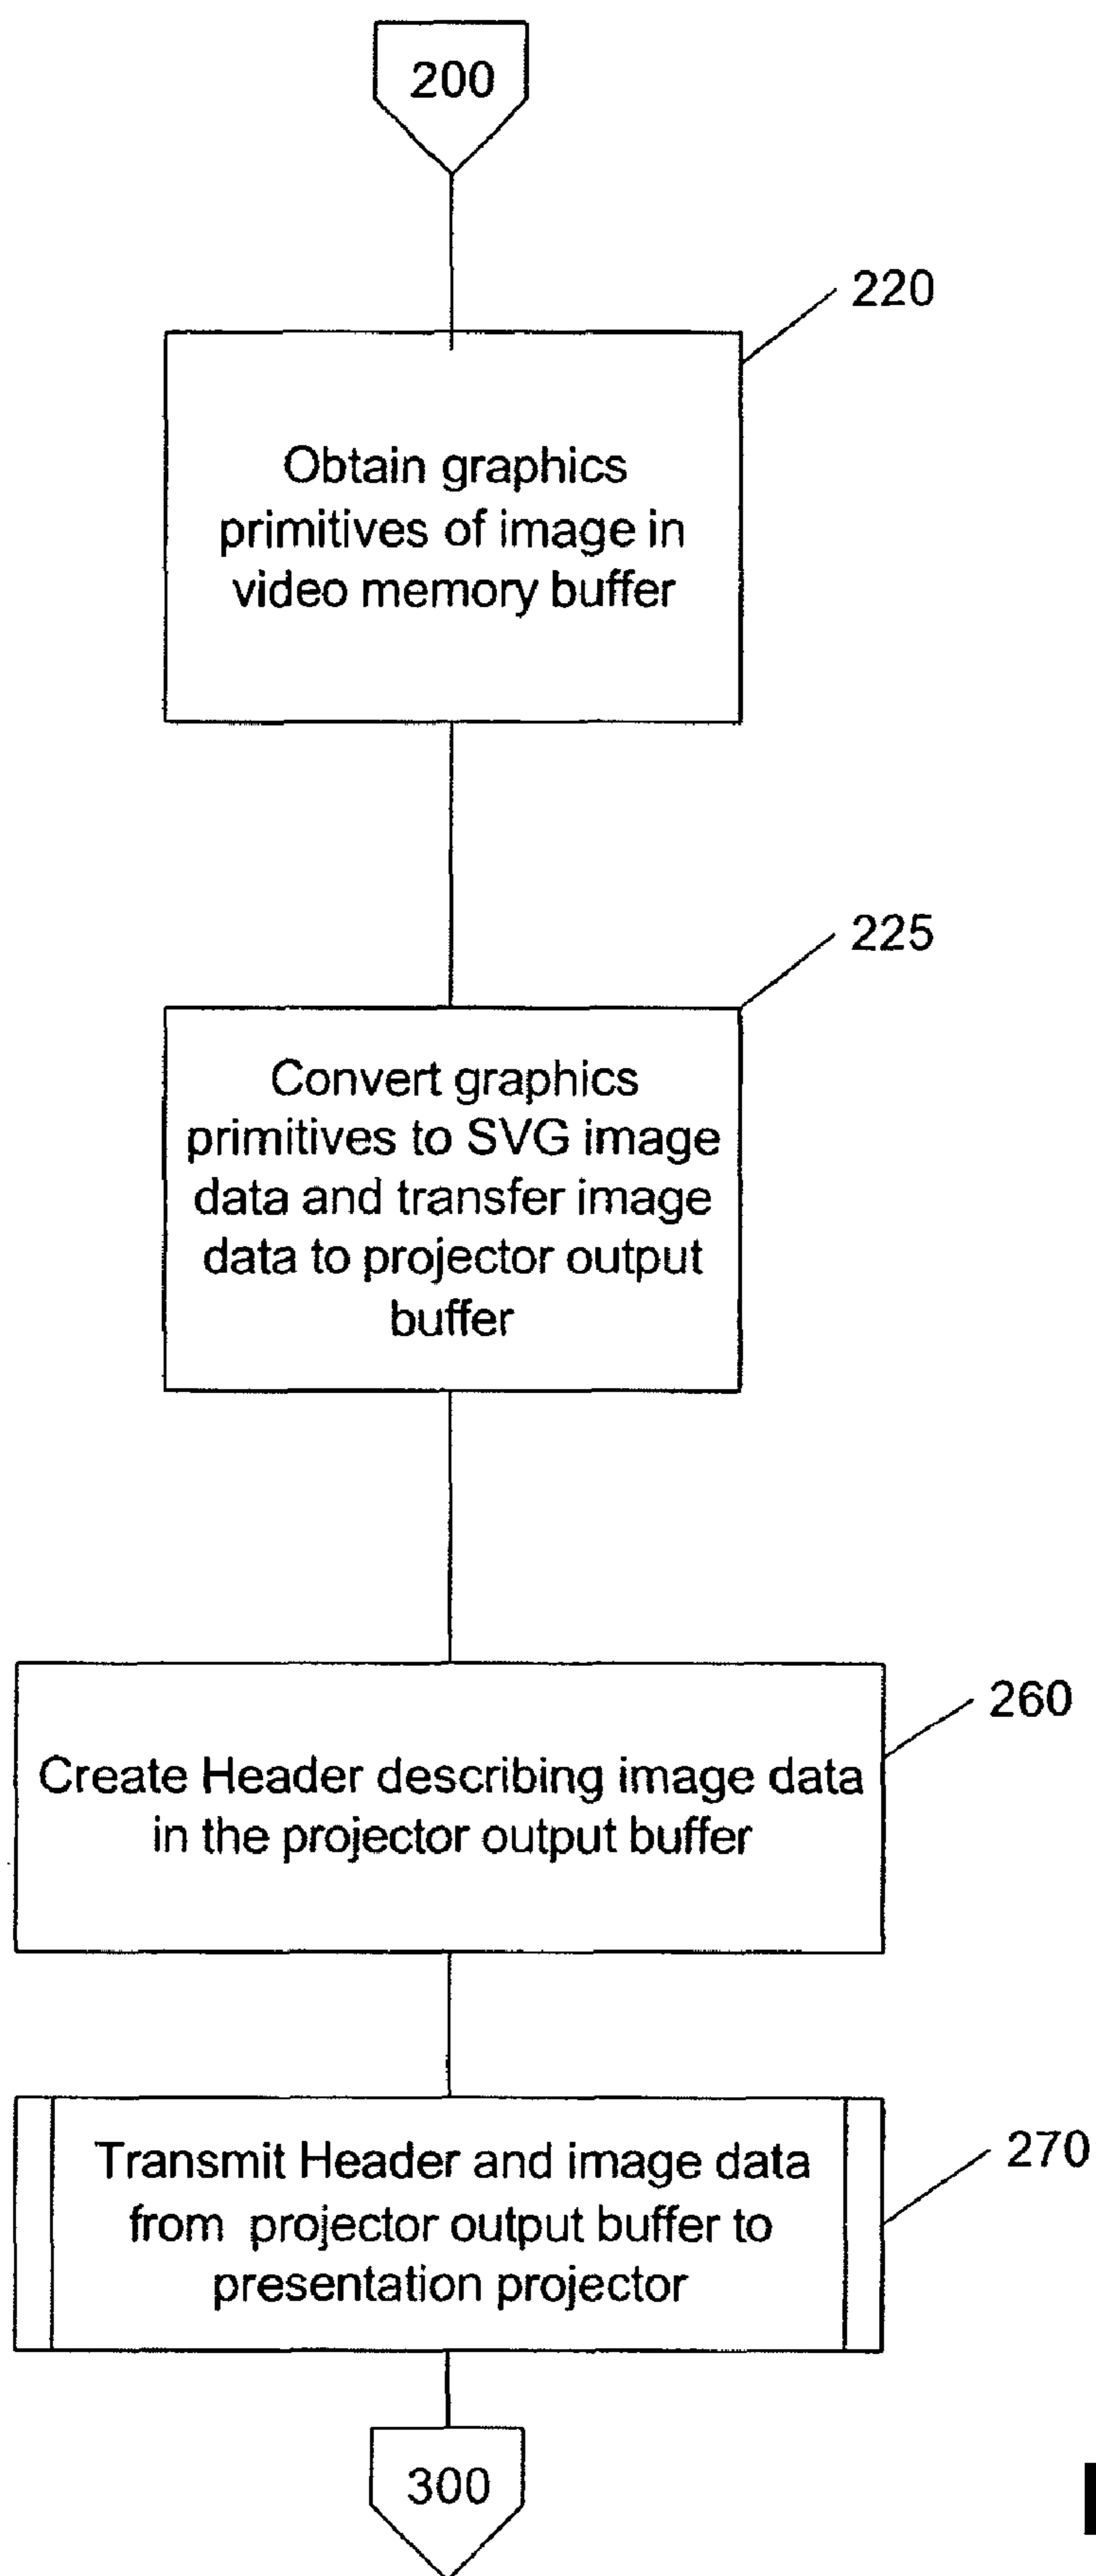 200
220
Obtain graphics
primitives of image in
video memory buffer
225
Convert graphics
primitives to SVG image
data and transfer image
data to projector output
buffer
260
Create Header describing image data
in the projector output buffer
270
Transmit Header and image data
from projector output buffer to
presentation projector
300